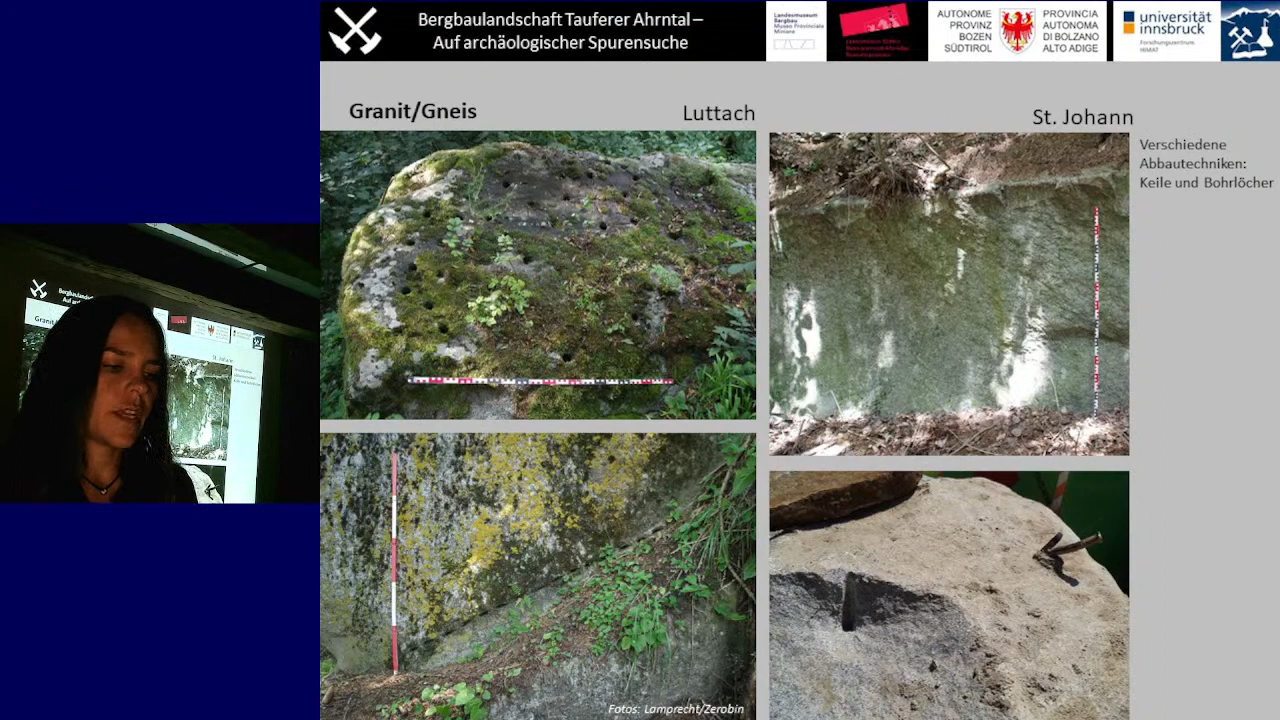 Bergbaulandschaft Tauferer Ahrntal –
Auf archäologischer Spurensuche
Landesmuseum
Bergbau
Museo Provinciale
Miniere
AUTONOME
PROVINZ
BOZEN
SÜDTIROL
PROVINCIA
AUTONOMA
DI BOLZANO
ALTO ADIGE
universität
innsbruck
Forschungszentrum
HiMAT
Granit/Gneis
Luttach
St. Johann
Verschiedene
Abbautechniken:
Keile und Bohrlöcher
Fotos: Lamprecht/Zerobin
St. Johann